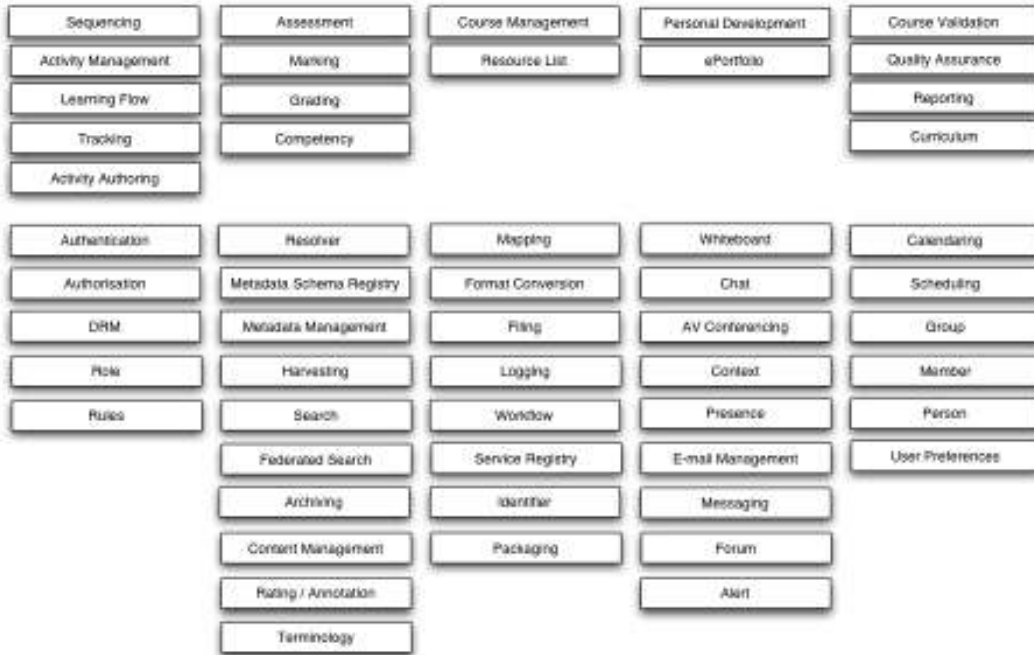 Sequencing
Activity Management
Learning Flow
Tracking
Activity Authoring
Assessment
Marking
Grading
Competency
Course Management
Resource List
Personal Development
ePortfolio
Course Validation
Quality Assurance
Reporting
Curriculum
Authentication
Authorisation
DRM
Role
Rules
Resolver
Metadata Schema Registry
Metadata Management
Harvesting
Search
Federated Search
Archiving
Content Management
Rating / Annotation
Terminology
Mapping
Format Conversion
Filing
Logging
Workflow
Service Registry
Identifier
Packaging
Whiteboard
Chat
AV Conferencing
Context
Presence
E-mail Management
Messaging
Forum
Alert
Calendaring
Scheduling
Group
Member
Person
User Preferences